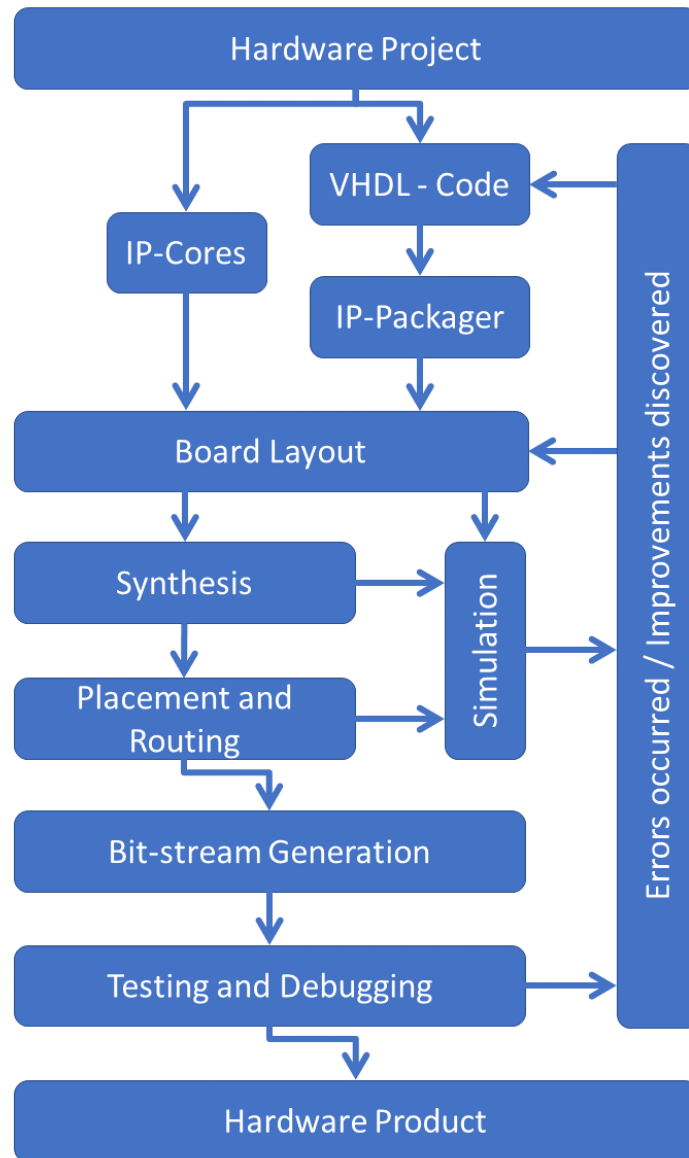 Hardware Project
VHDL - Code
IP-Cores
IP-Packager
Board Layout
Synthesis
Simulation
Placement and
Routing
Bit-stream Generation
Testing and Debugging
Errors occurred / Improvements discovered
Hardware Product